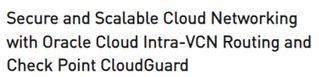 Secure and Scalable Cloud Networking
with Oracle Cloud Intra-VCN Routing and
Check Point CloudGuard